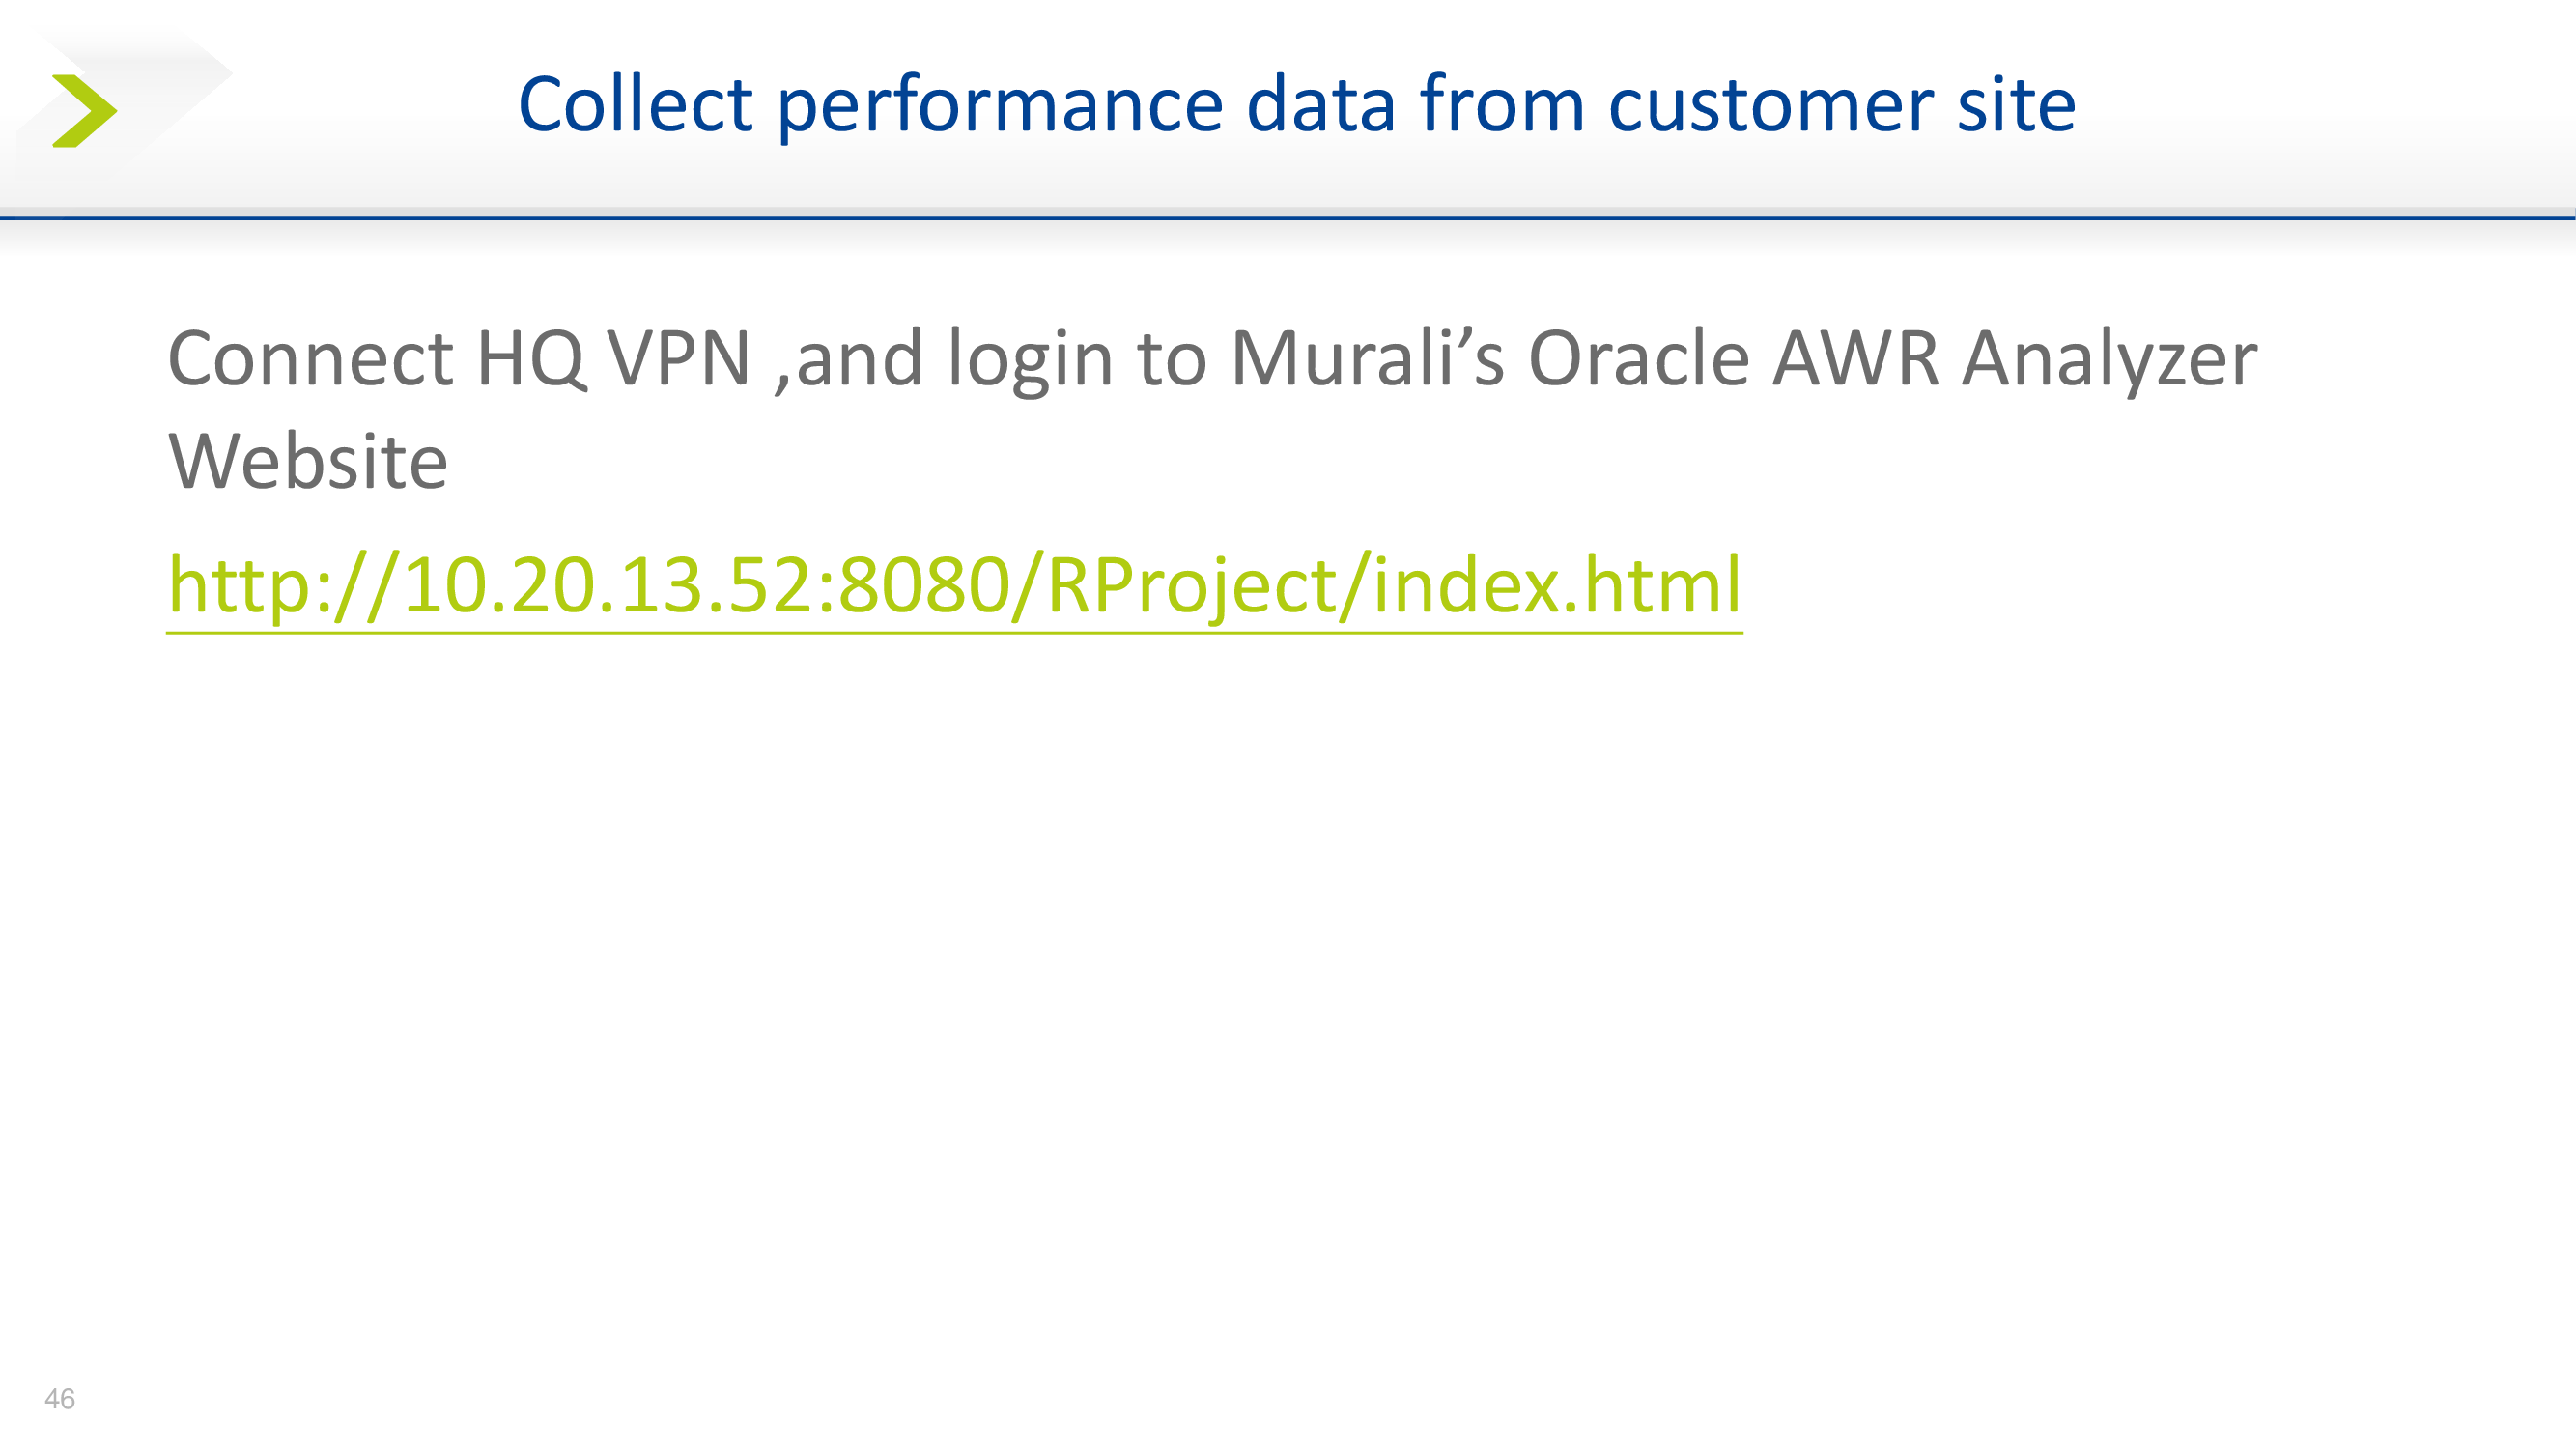 Collect performance data from customer site
Connect HQ VPN ,and login to Murali’s Oracle AWR Analyzer
Website
http://10.20.13.52:8080/RProject/index.html
46